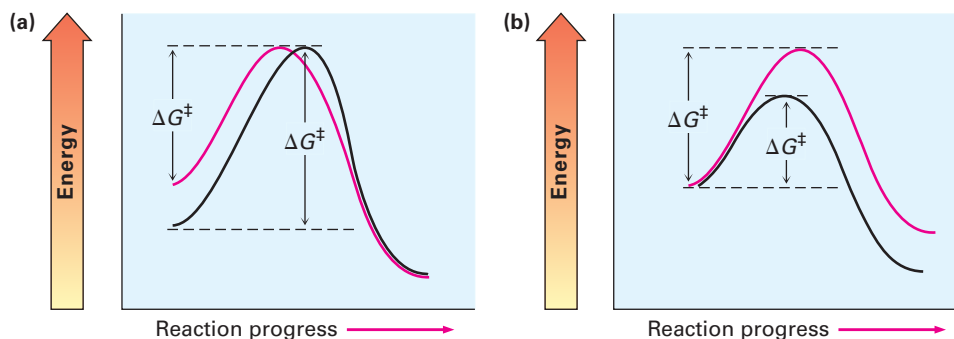 (a)
Energy
ΔG‡
ΔG‡
Reaction progress
(b)
Energy
ΔG‡
ΔG‡
Reaction progress